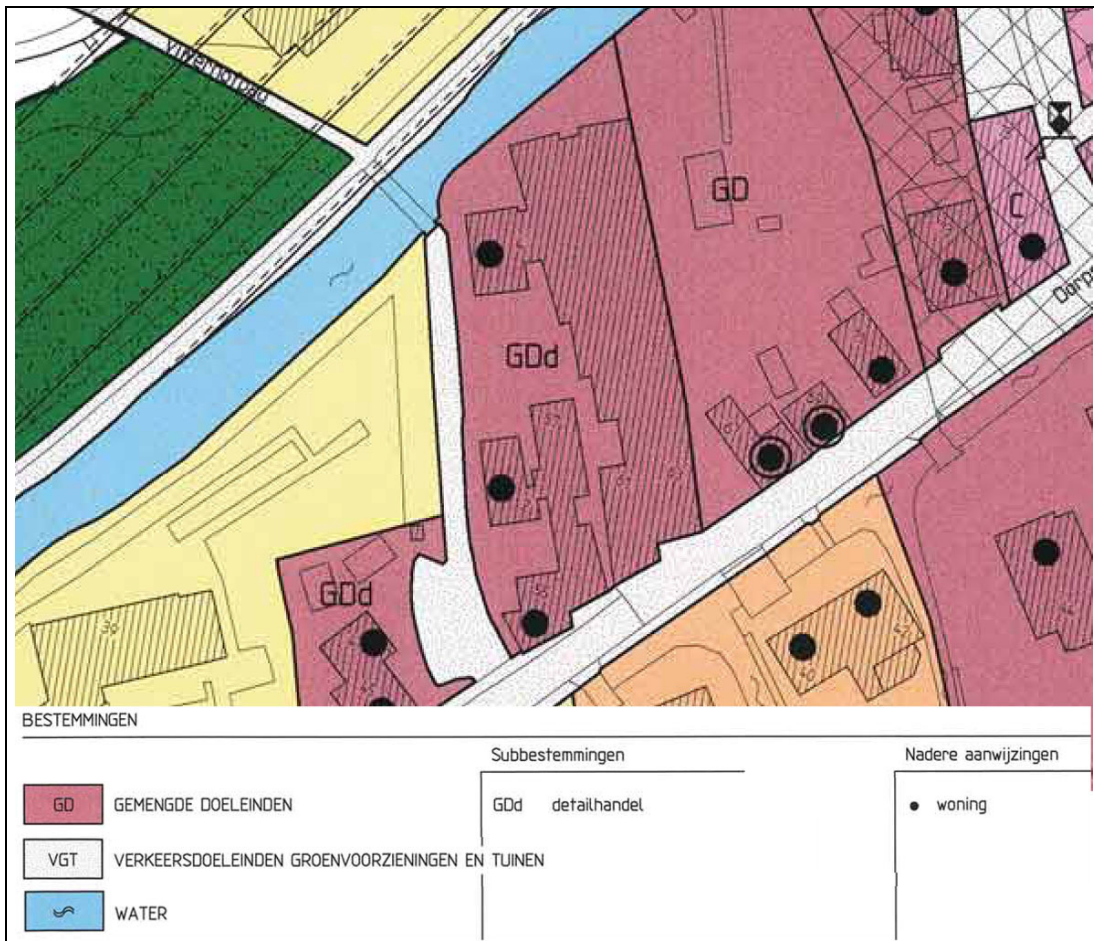 GD
C
GDd
GDd
BESTEMMINGEN
Subbestemmingen
Nadere aanwijzingen
GD GEMENGDE DOELEINDEN
GDd detailhandel
woning
VGT VERKEERSDOELEINDEN GROENVOORZIENINGEN EN TUINEN
WATER